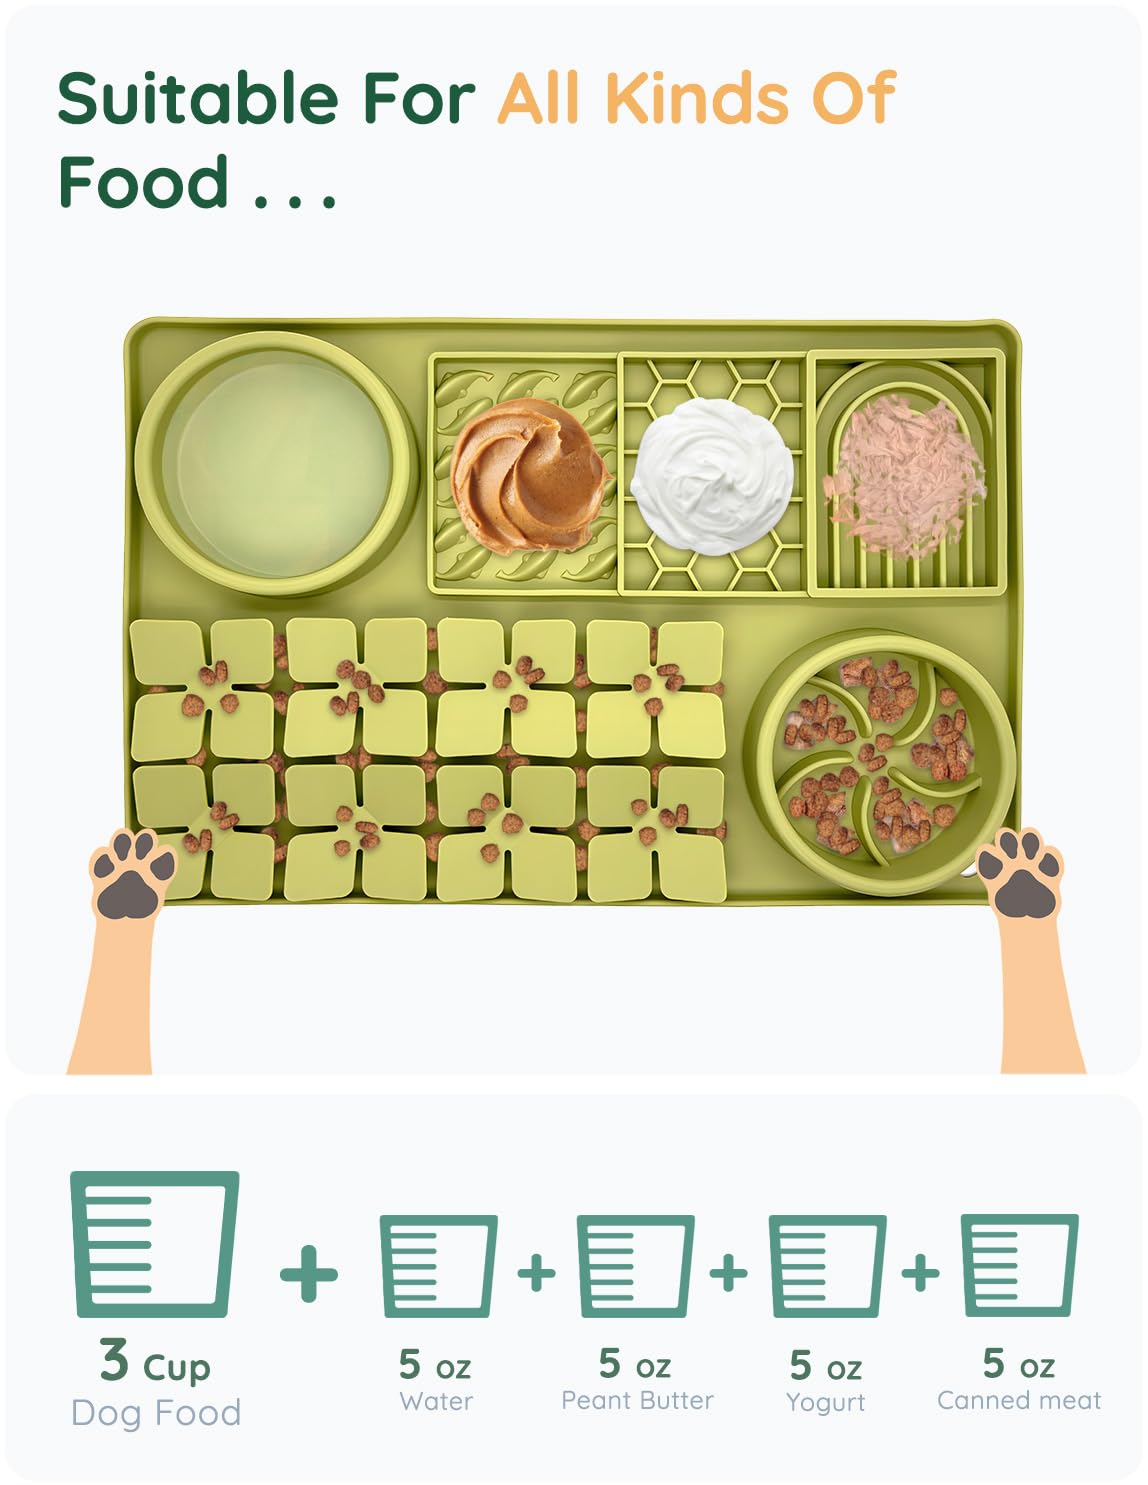 Suitable For All Kinds Of
Food . . .
3 Cup
Dog Food
5 oz
Water
5 oz
Peant Butter
5 oz
Yogurt
5 oz
Canned meat